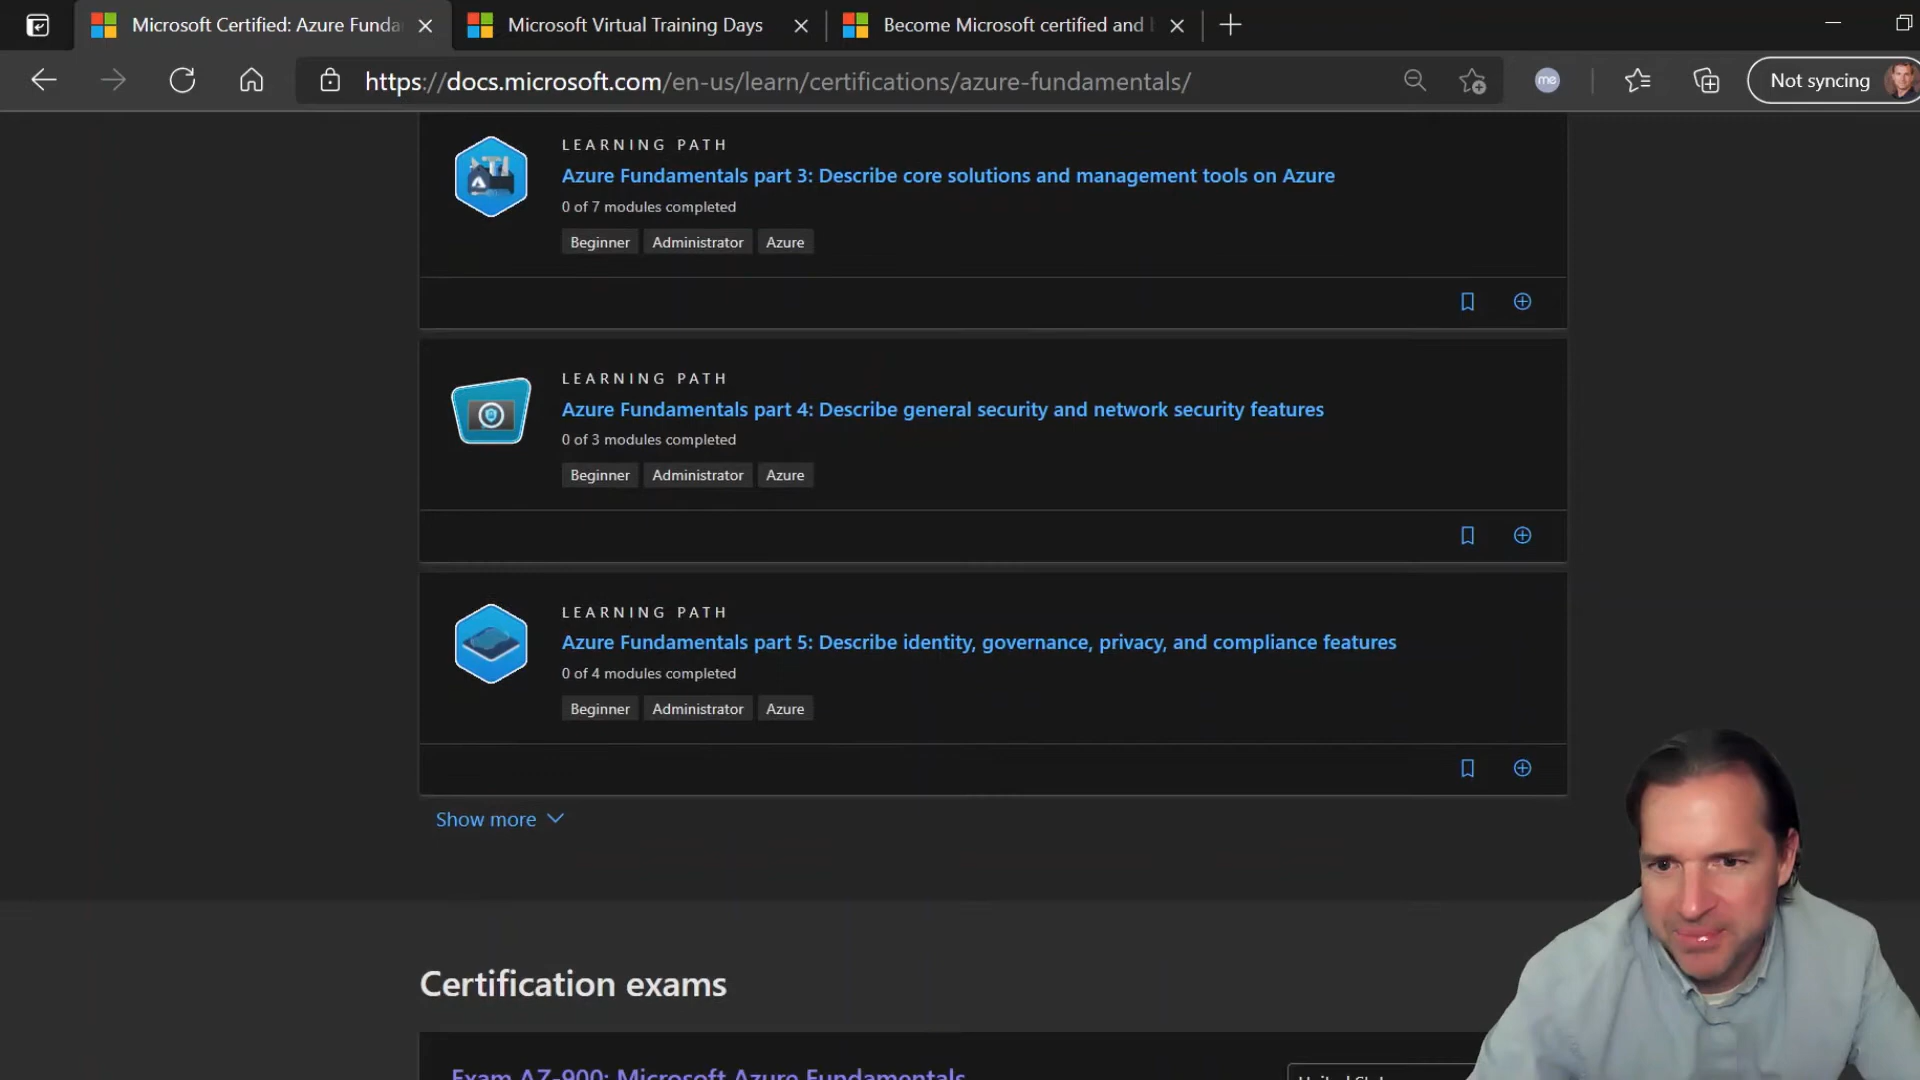 Microsoft Certified: Azure Funda
Microsoft Virtual Training Days
Become Microsoft certified and
https://docs.microsoft.com/en-us/learn/certifications/azure-fundamentals/
me
Not syncing
LEARNING PATH
Azure Fundamentals part 3: Describe core solutions and management tools on Azure
0 of 7 modules completed
Beginner Administrator Azure
LEARNING PATH
Azure Fundamentals part 4: Describe general security and network security features
0 of 3 modules completed
Beginner Administrator Azure
LEARNING PATH
Azure Fundamentals part 5: Describe identity, governance, privacy, and compliance features
0 of 4 modules completed
Beginner Administrator Azure
Show more
Certification exams
Exam AZ-900: Microsoft Azure Fundamentals